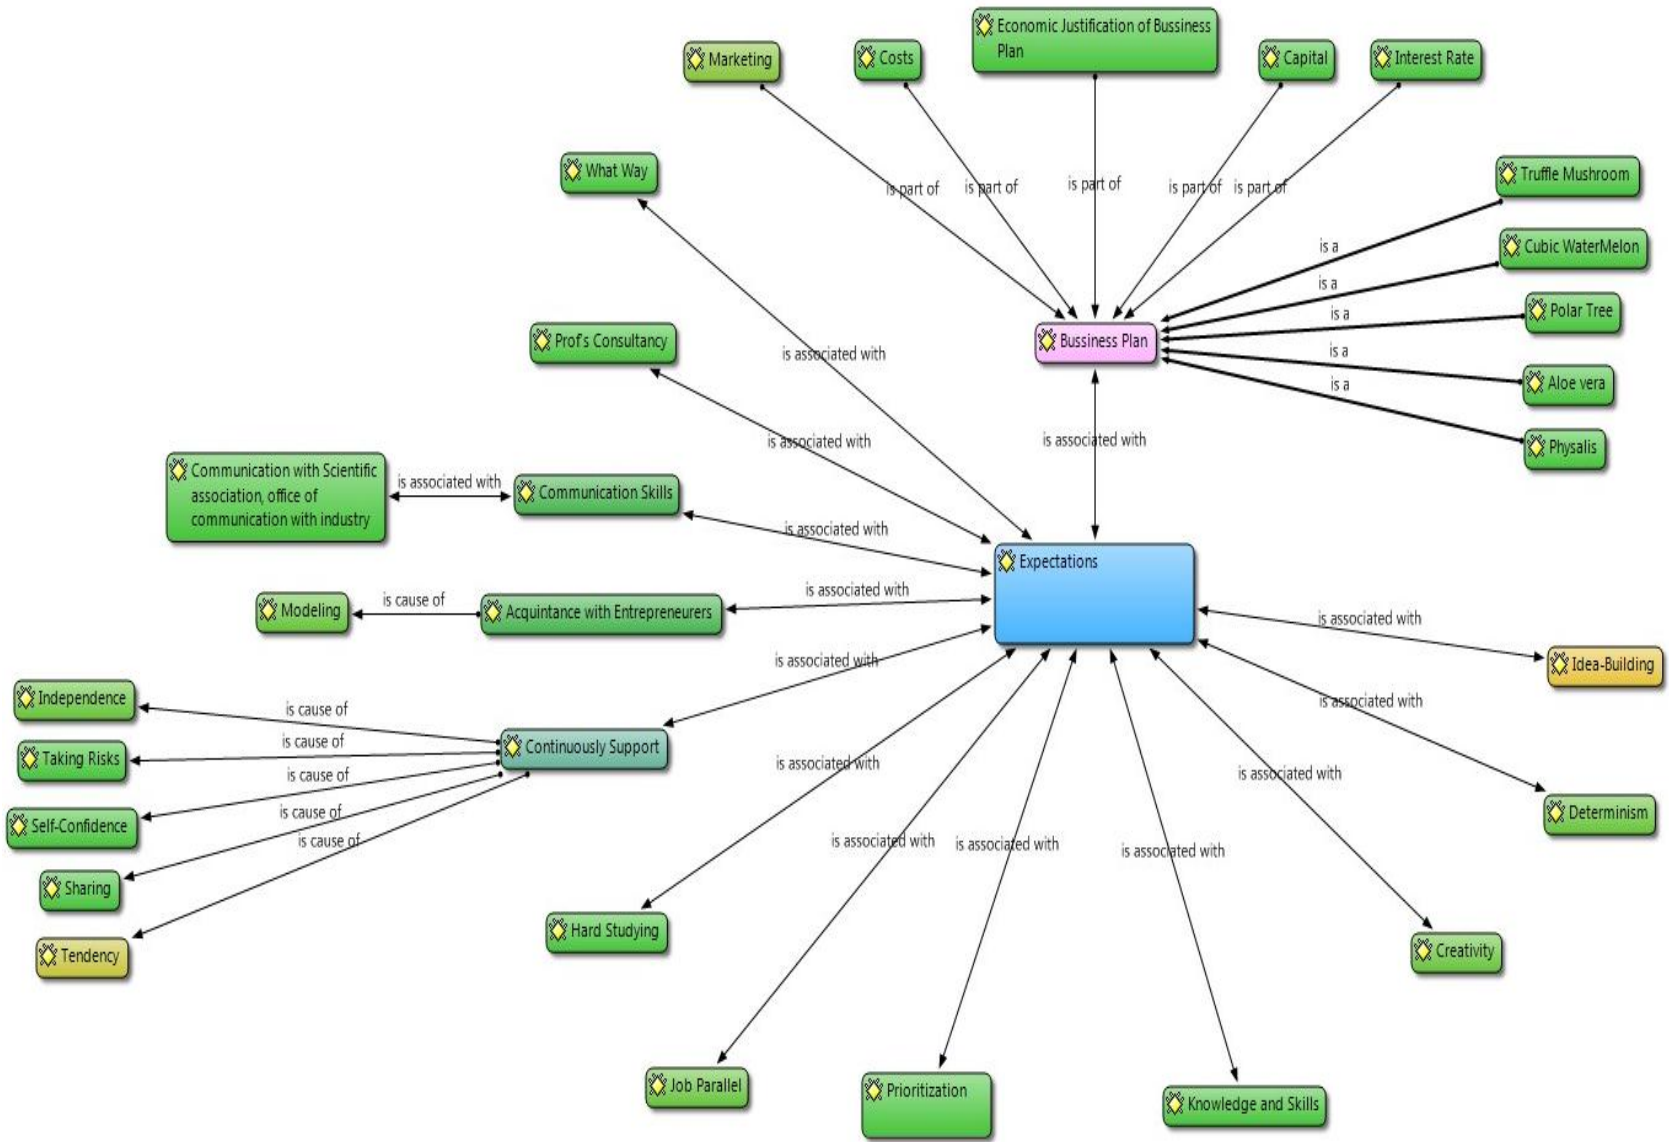 Economic Justification of Bussiness
Plan
Marketing
Costs
Capital
Interest Rate
What Way
Truffle Mushroom
is part of
is part of
is part of
is part of
is part of
Cubic WaterMelon
is a
is a
Polar Tree
is a
Prof's Consultancy
Bussiness Plan
is associated with
is a
Aloe vera
is a
is associated with
is associated with
Physalis
Communication with Scientific
association, office of
communication with industry
is associated with
Communication Skills
is associated with
Expectations
Modeling
is cause of
Acquintance with Entrepreneurs
is associated with
is associated with
Idea-Building
is associated with
Independence
is cause of
is associated with
Taking Risks
is cause of
Continuously Support
is associated with
is cause of
is associated with
Self-Confidence
is cause of
Determinism
is cause of
is associated with
is associated with
is associated with
Sharing
Hard Studying
Tendency
Creativity
Job Parallel
Prioritization
Knowledge and Skills